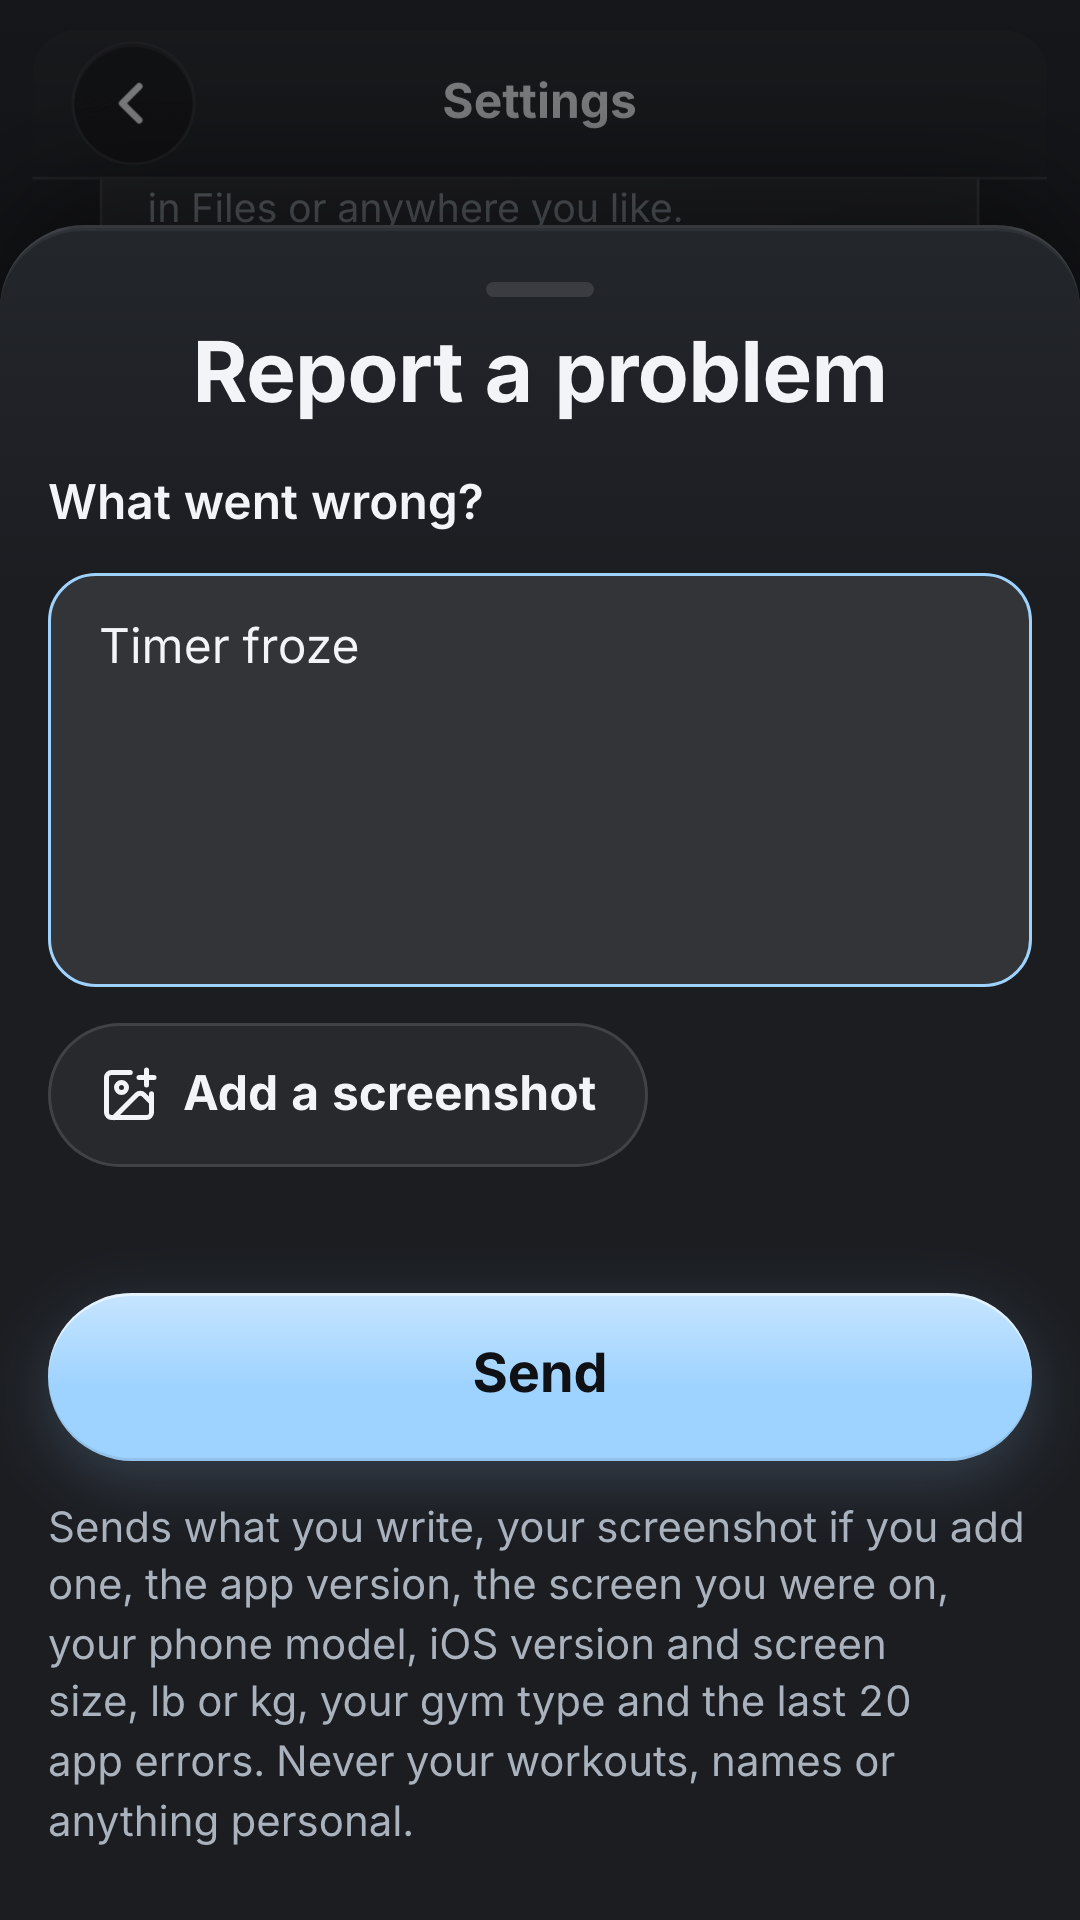 Settings
in Files or anywhere you like.
Report a problem
What went wrong?
Timer froze
Add a screenshot
Send
Sends what you write, your screenshot if you add
one, the app version, the screen you were on,
your phone model, iOS version and screen
size, lb or kg, your gym type and the last 20
app errors. Never your workouts, names or
anything personal.